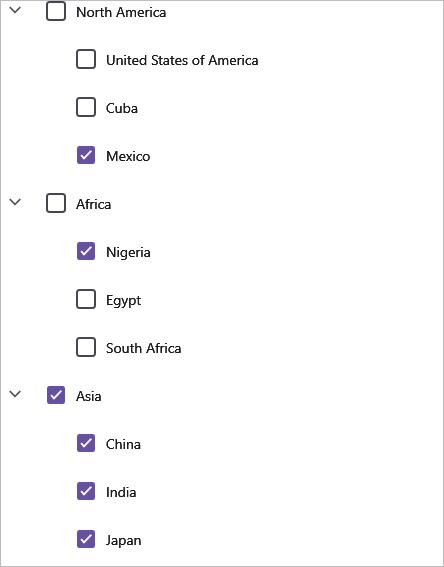 North America
United States of America
Cuba
Mexico
Africa
Nigeria
Egypt
South Africa
Asia
China
India
Japan